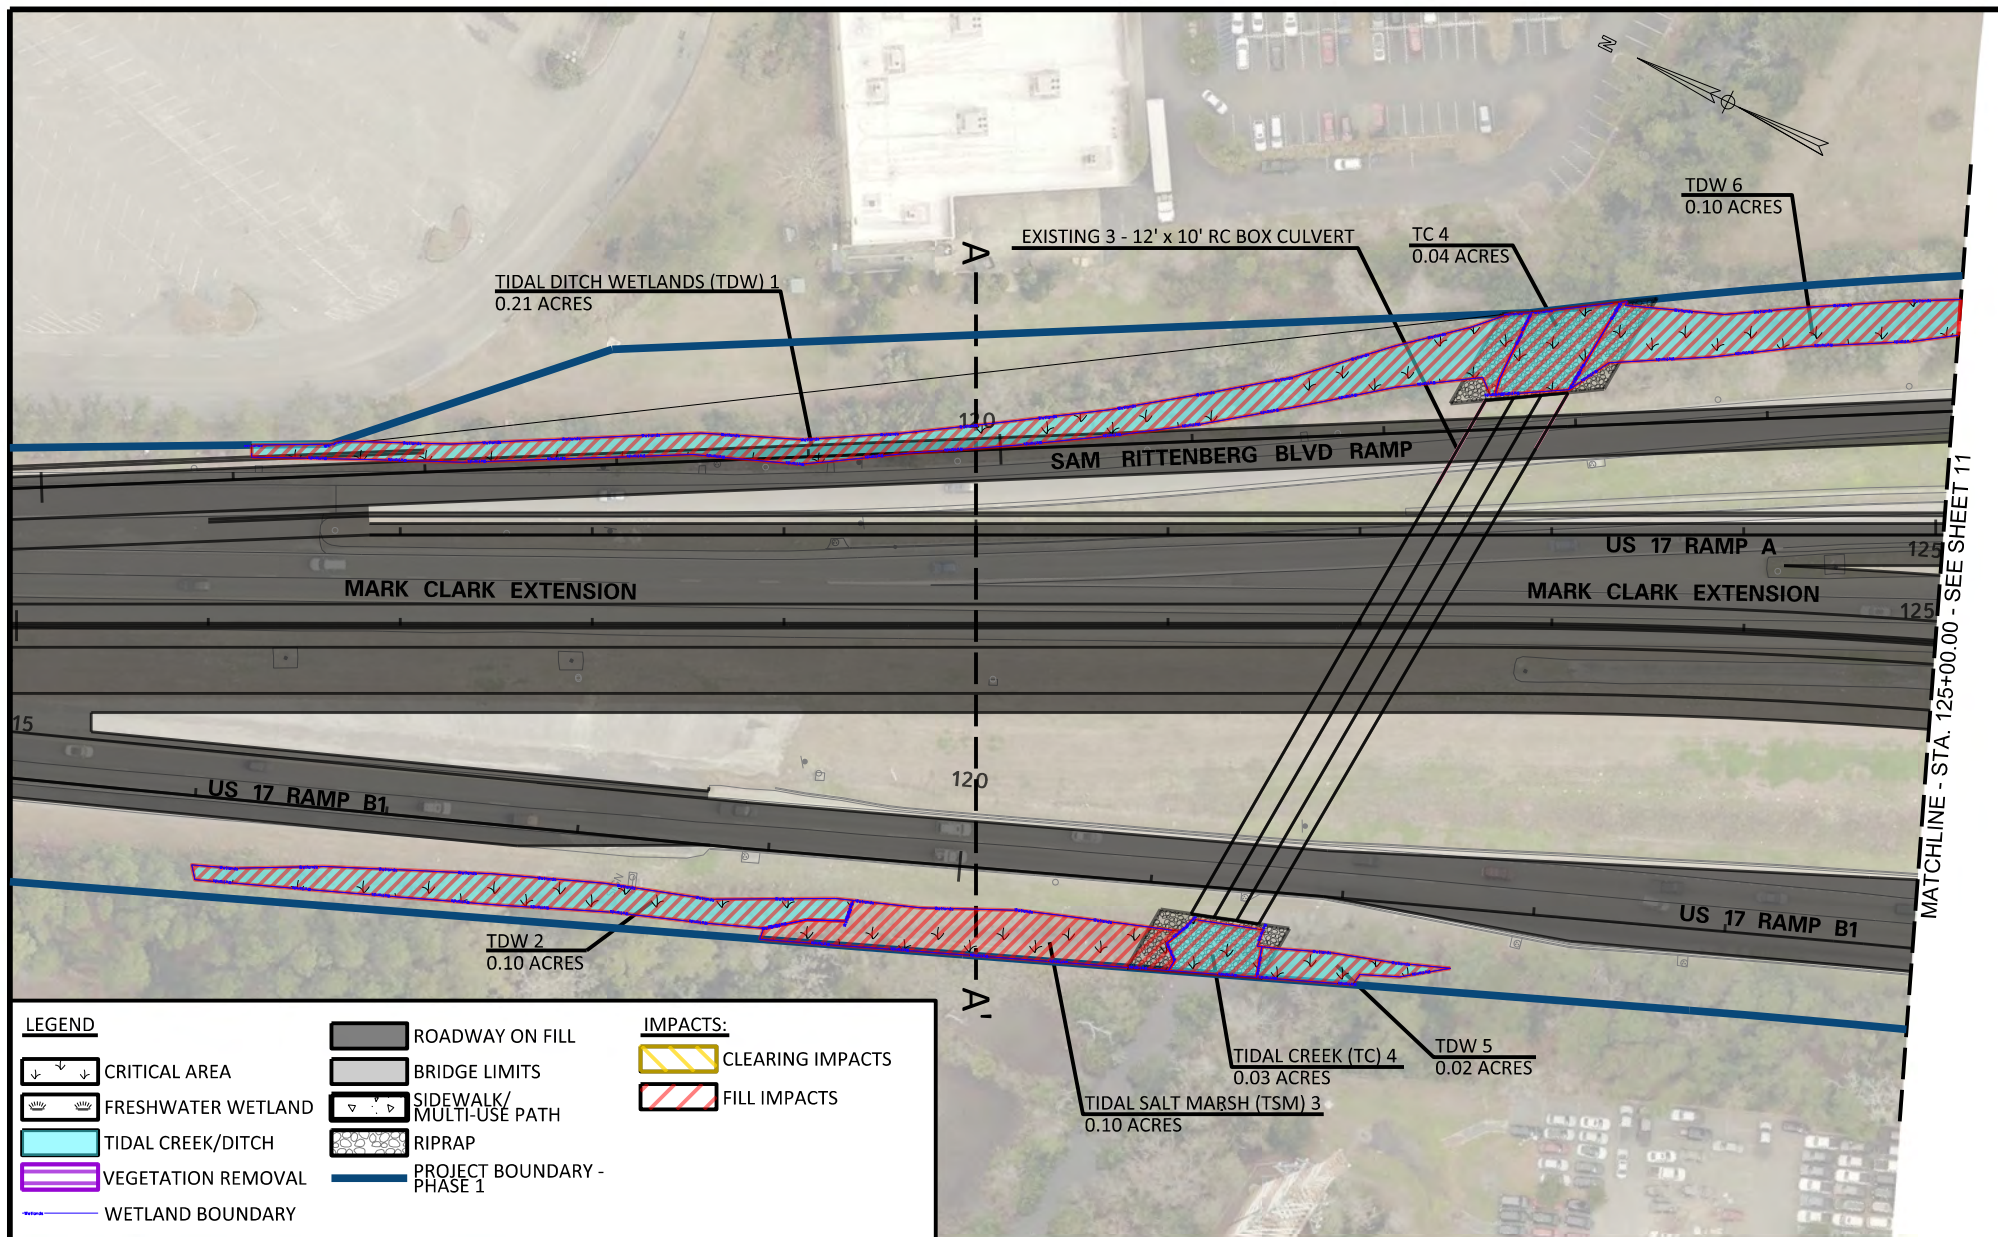 N
TDW 6
0.10 ACRES
A
EXISTING 3 - 12' x 10' RC BOX CULVERT
TC 4
0.04 ACRES
TIDAL DITCH WETLANDS (TDW) 1
0.21 ACRES
120
SAM RITTENBERG BLVD RAMP
US 17 RAMP A
125
MARK CLARK EXTENSION
MARK CLARK EXTENSION
125
MATCHLINE - STA. 125+00.00 - SEE SHEET 11
15
120
US 17 RAMP B1
US 17 RAMP B1
TDW 2
0.10 ACRES
A'
TIDAL CREEK (TC) 4
0.03 ACRES
TDW 5
0.02 ACRES
TIDAL SALT MARSH (TSM) 3
0.10 ACRES
LEGEND
CRITICAL AREA
FRESHWATER WETLAND
TIDAL CREEK/DITCH
VEGETATION REMOVAL
WETLAND BOUNDARY
ROADWAY ON FILL
BRIDGE LIMITS
SIDEWALK/
MULTI-USE PATH
RIPRAP
PROJECT BOUNDARY -
PHASE 1
IMPACTS:
CLEARING IMPACTS
FILL IMPACTS